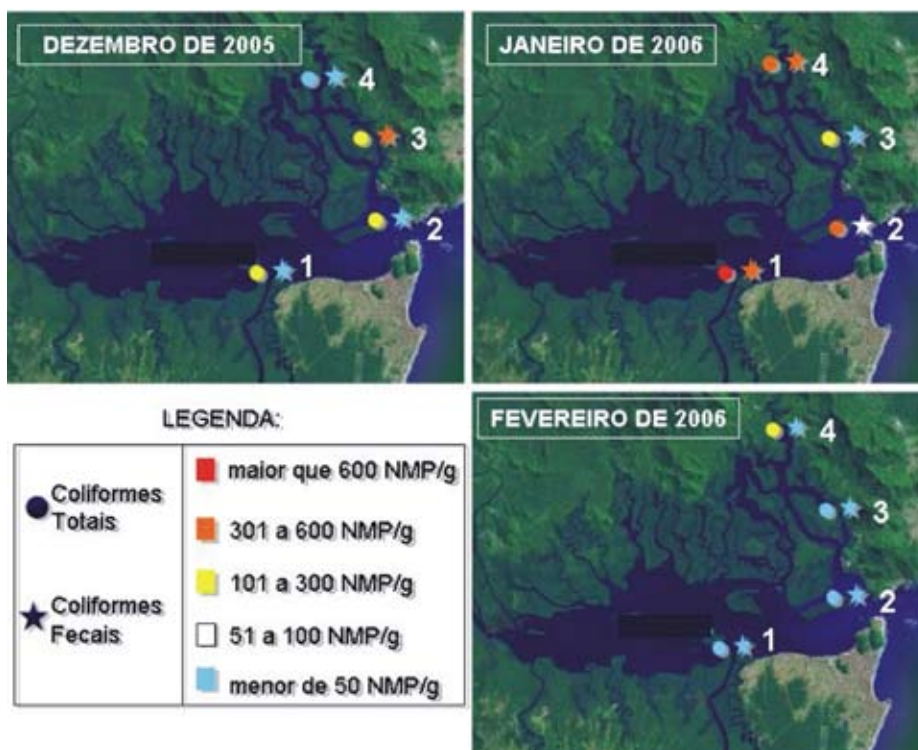 DEZEMBRO DE 2005
4
3
2
1
JANEIRO DE 2006
4
3
2
1
LEGENDA:
Coliformes
Totais
Coliformes
Fecais
maior que 600 NMP/g
301 a 600 NMP/g
101 a 300 NMP/g
51 a 100 NMP/g
menor de 50 NMP/g
FEVEREIRO DE 2006
4
3
2
1